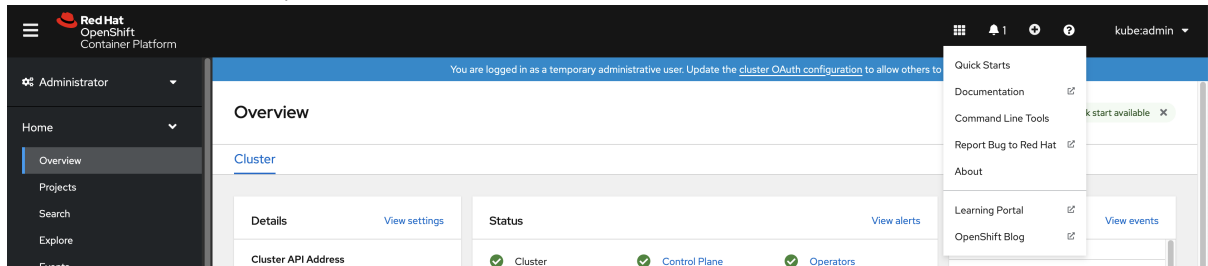 Red Hat
OpenShift
Container Platform
1
kube:admin
Administrator
You are logged in as a temporary administrative user. Update the cluster OAuth configuration to allow others to
Home
Overview
Projects
Search
Explore
Overview
start available
Cluster
Details
View settings
Cluster API Address
Status
View alerts
Cluster
Control Plane
Operators
View events
Quick Starts
Documentation
Command Line Tools
Report Bug to Red Hat
About
Learning Portal
OpenShift Blog